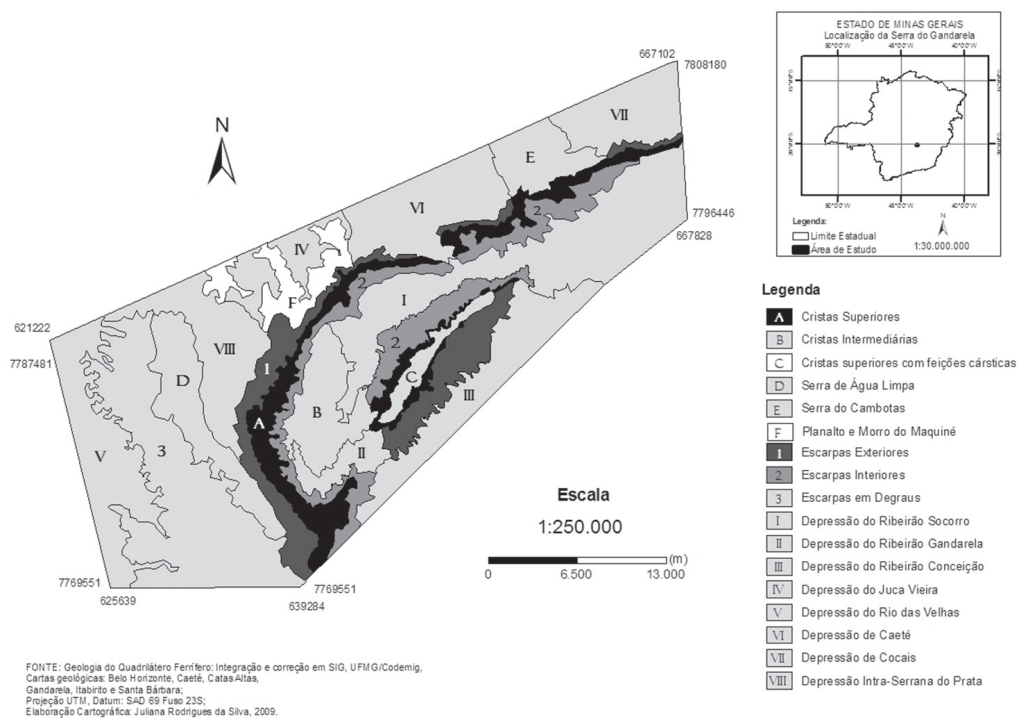 667102
7808180
N
VII
E
VI
2
7796446
667828
IV
2
F
I
621222
7787481
VIII
1
2
D
C
III
B
A
V
3
II
7769551
625639
7769551
639284
Escala
1:250.000
(m)
0 6.500 13.000
ESTADO DE MINAS GERAIS
Localização da Serra do Gandarela
N
Legenda:
Limite Estadual
Área de Estudo
1:30.000.000
Legenda
A Cristas Superiores
B Cristas Intermediárias
C Cristas superiores com feições cársticas
D Serra de Água Limpa
E Serra do Cambotas
F Planalto e Morro do Maquiné
1 Escarpas Exteriores
2 Escarpas Interiores
3 Escarpas em Degraus
I Depressão do Ribeirão Socorro
II Depressão do Ribeirão Gandarela
III Depressão do Ribeirão Conceição
IV Depressão do Juca Vieira
V Depressão do Rio das Velhas
VI Depressão de Caeté
VII Depressão de Cocais
VIII Depressão Intra-Serrana do Prata
FONTE: Geologia do Quadrilátero Ferrífero: Integração e correção em SIG, UFMG/Codemig,
Cartas geológicas: Belo Horizonte, Caeté, Catas Altas,
Gandarela, Itabirito e Santa Bárbara;
Projeção UTM, Datum: SAD 69 Fuso 23S;
Elaboração Cartográfica: Juliana Rodrigues da Silva, 2009.